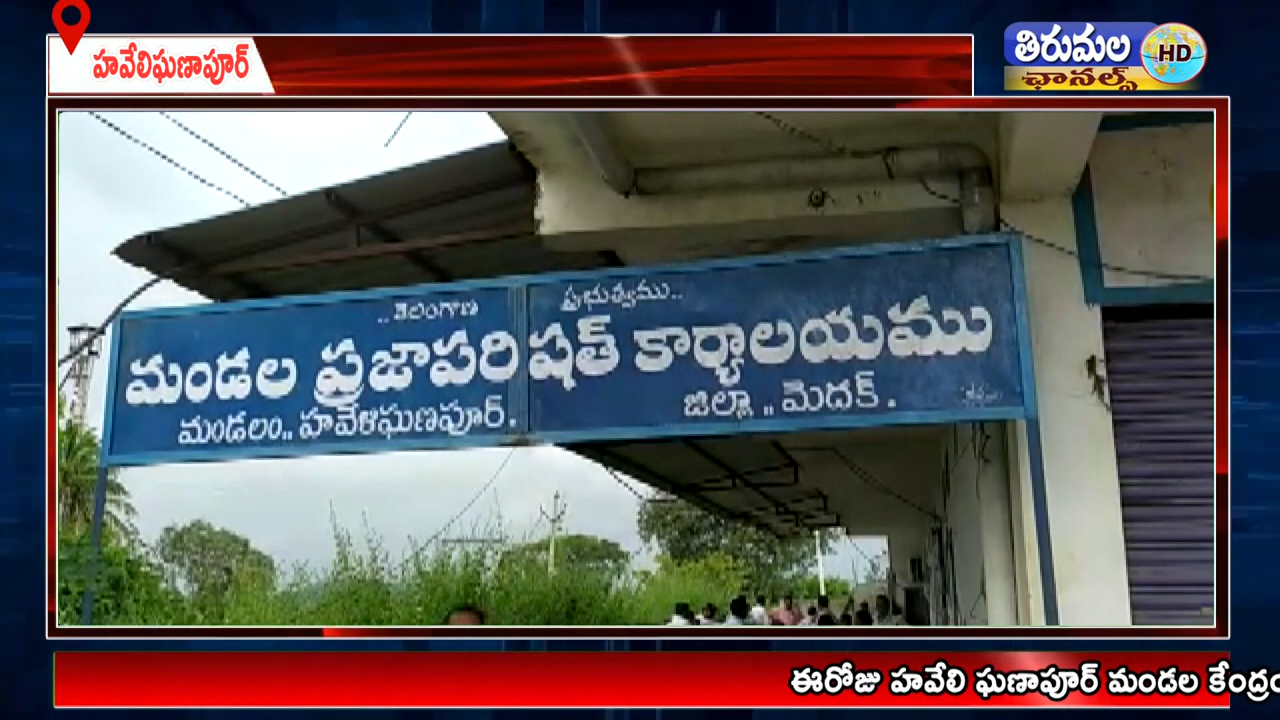 హవేలిఘణాపూర్
తిరుమల
ఛానల్స్
HD
..తెలంగాణ ప్రభుత్వము..
మండల ప్రజాపరిషత్ కార్యాలయము
మండలం.. హవేళిఘణపూర్. జిల్లా .. మెదక్.
ఈరోజు హవేలి ఘణాపూర్ మండల కేంద్రం